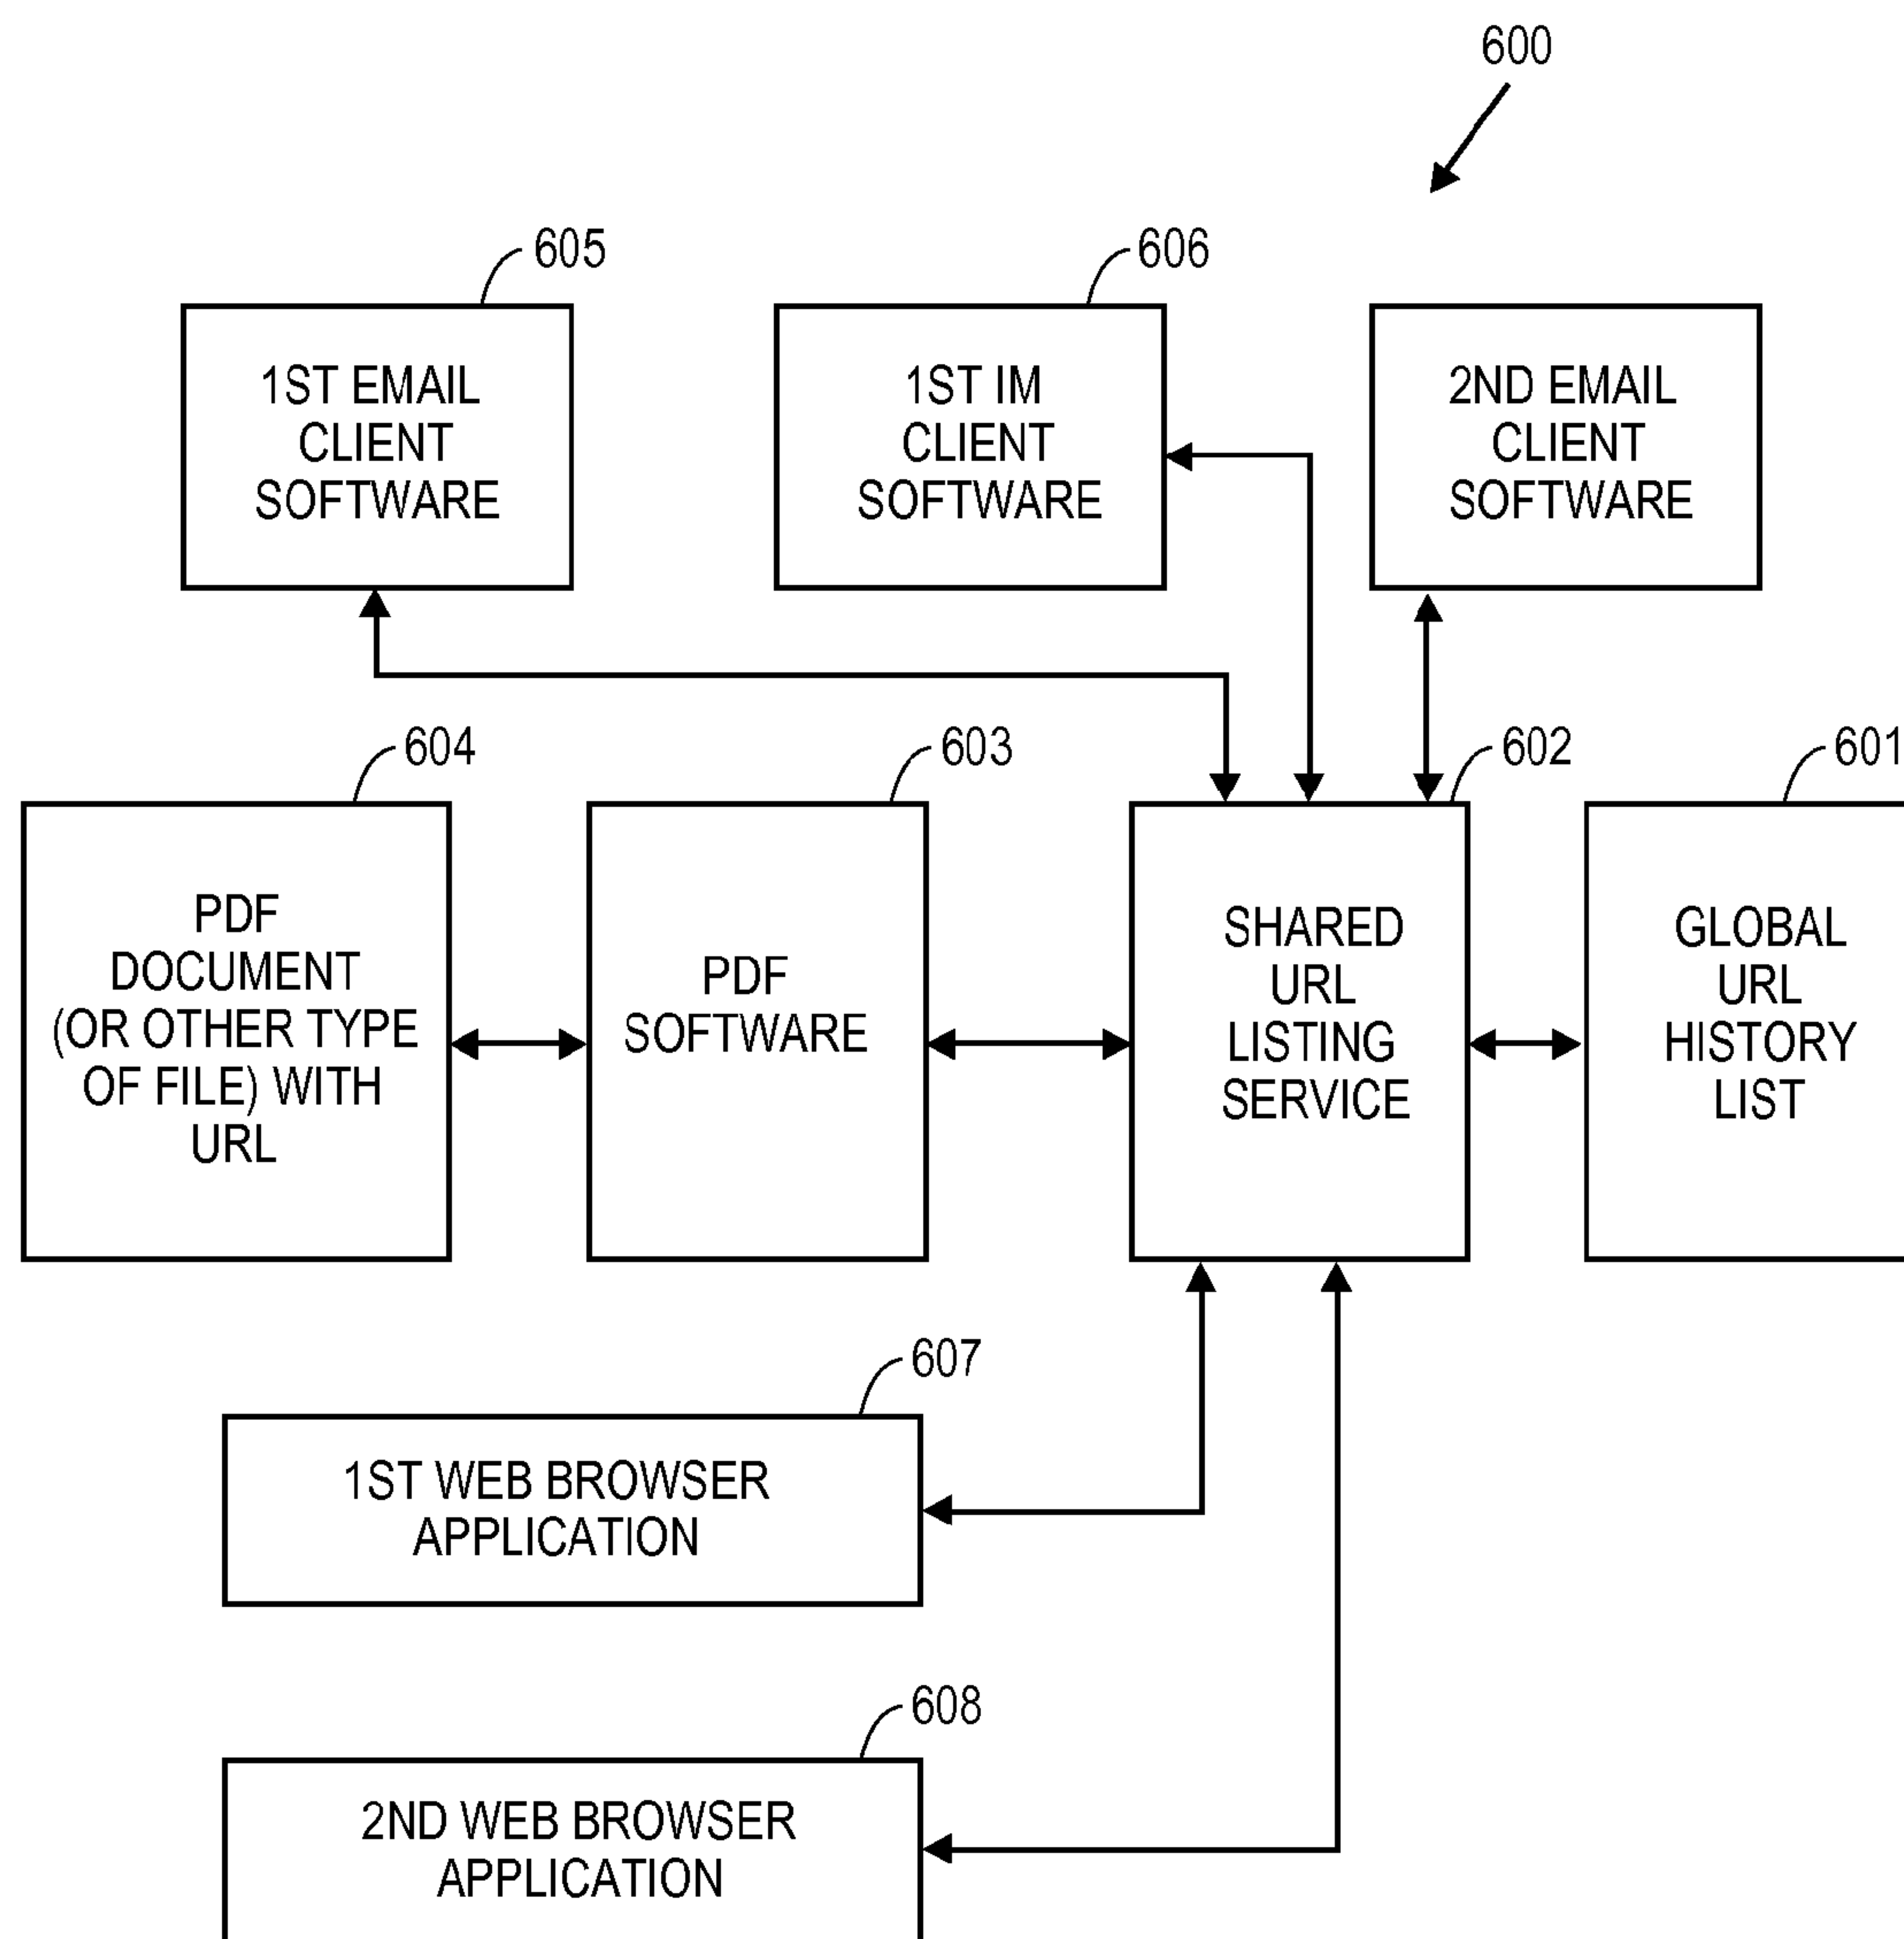 600
605
606
1ST EMAIL
CLIENT
SOFTWARE
1ST IM
CLIENT
SOFTWARE
2ND EMAIL
CLIENT
SOFTWARE
604
603
602
601
PDF
DOCUMENT
(OR OTHER TYPE
OF FILE) WITH
URL
PDF
SOFTWARE
SHARED
URL
LISTING
SERVICE
GLOBAL
URL
HISTORY
LIST
607
1ST WEB BROWSER
APPLICATION
608
2ND WEB BROWSER
APPLICATION